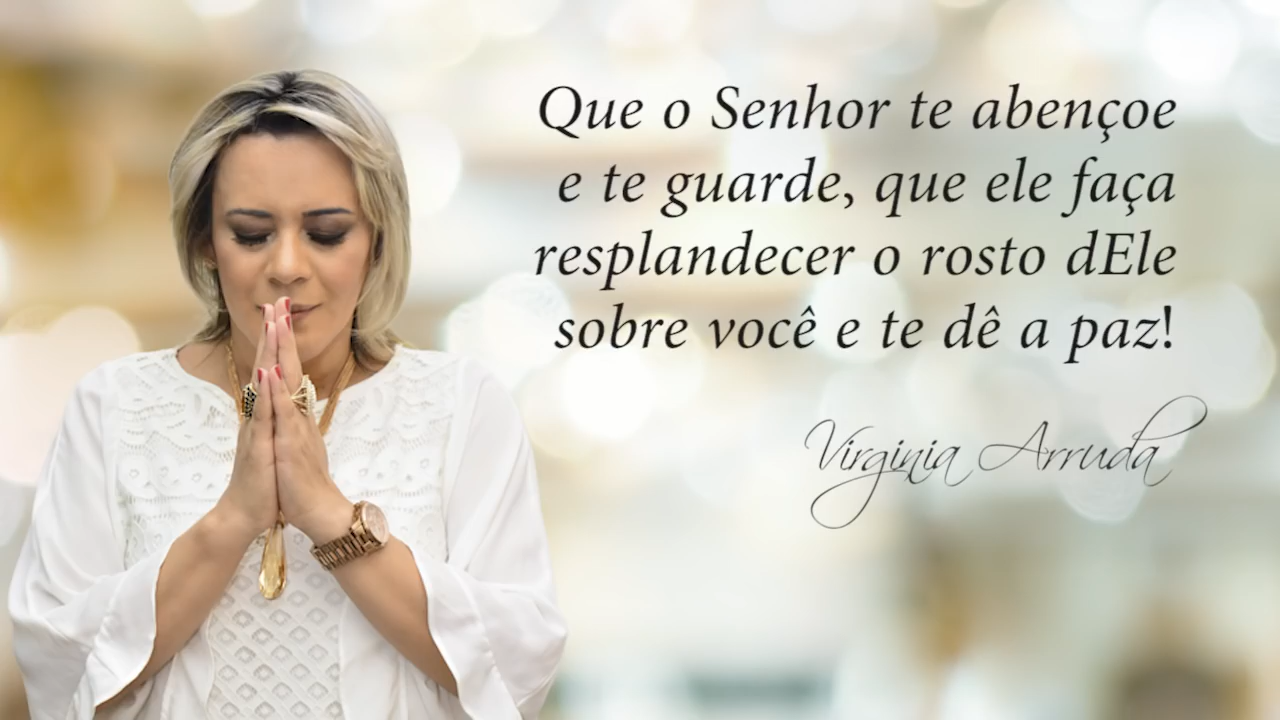 Que o Senhor te abençoe
e te guarde, que ele faça
resplandecer o rosto dEle
sobre você e te dê a paz!
Virginia Arruda